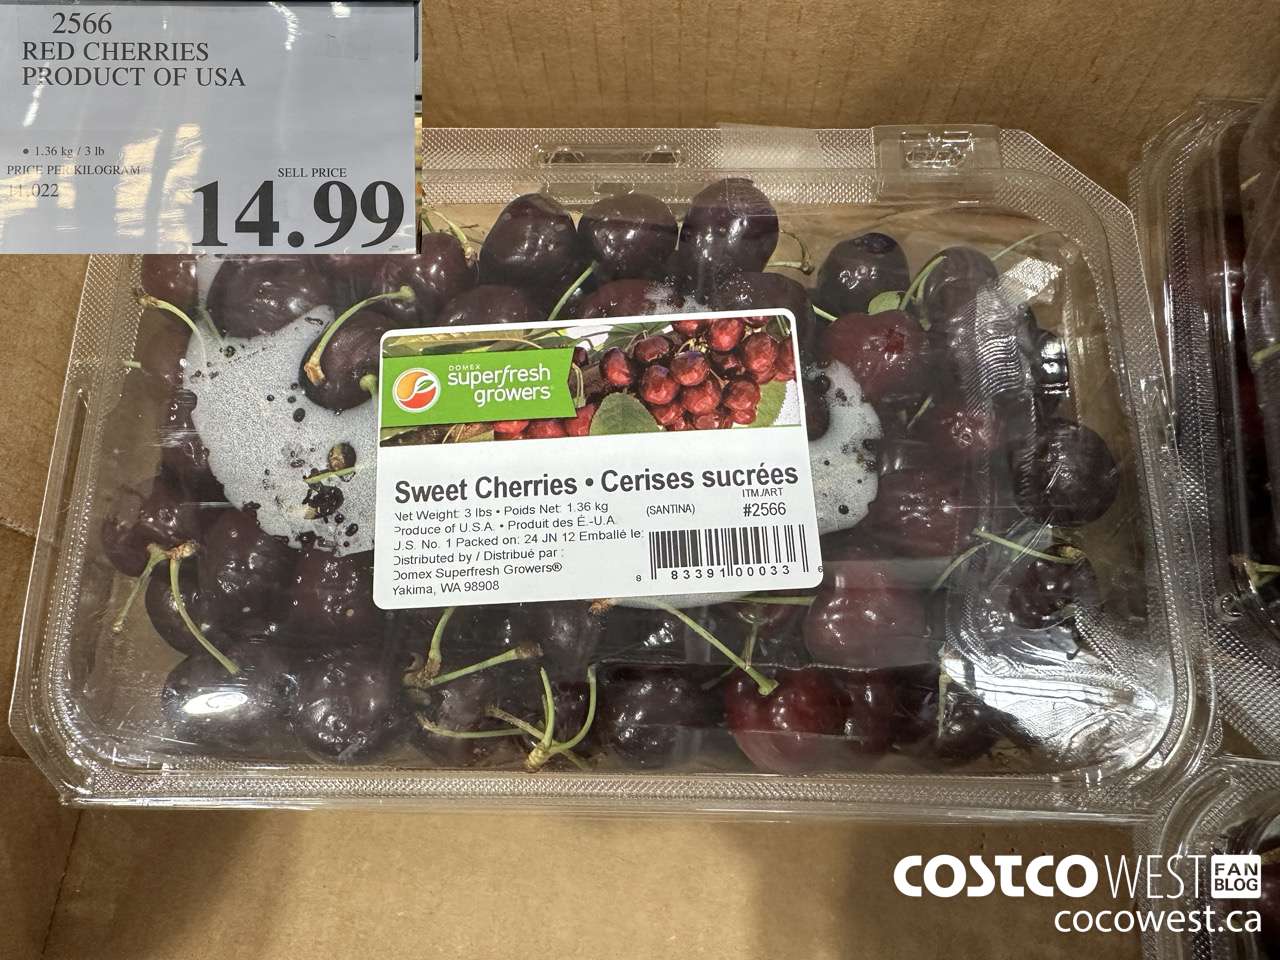 2566
RED CHERRIES
PRODUCT OF USA
• 1.36 kg / 3 lb
PRICE PER KILOGRAM
11.022
SELL PRICE
14.99
DOMEX
superfresh
growers
Sweet Cherries • Cerises sucrées
Net Weight: 3 lbs • Poids Net: 1.36 kg
(SANTINA)
ITM./ART
#2566
Produce of U.S.A. • Produit des É.-U.A.
U.S. No. 1 Packed on: 24 JN 12 Emballé le:
Distributed by / Distribué par :
Domex Superfresh Growers®
Yakima, WA 98908
8 83391 00033 6
COSTCO WEST FAN BLOG
cocowest.ca